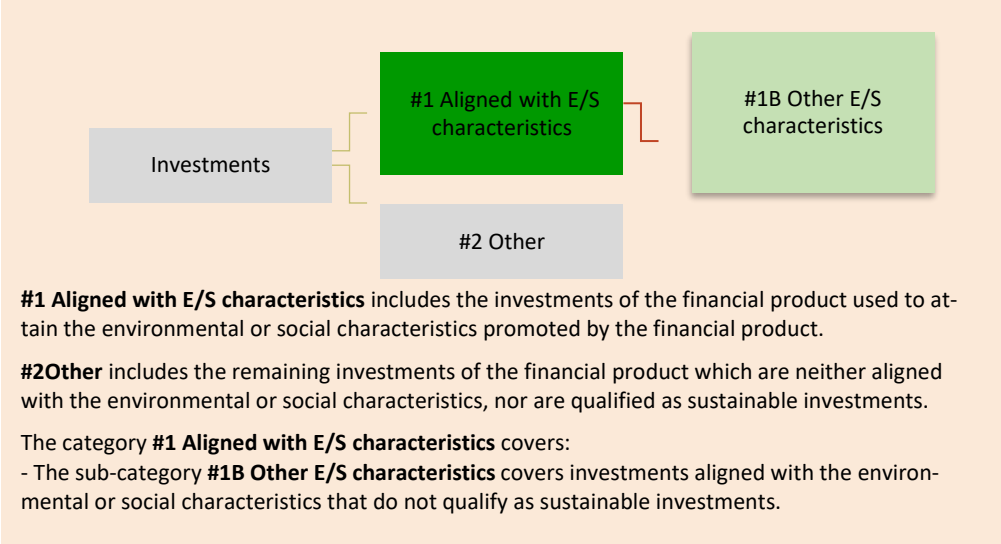 #1 Aligned with E/S
characteristics
#1B Other E/S
characteristics
Investments
#2 Other
#1 Aligned with E/S characteristics includes the investments of the financial product used to at-
tain the environmental or social characteristics promoted by the financial product.
#2Other includes the remaining investments of the financial product which are neither aligned
with the environmental or social characteristics, nor are qualified as sustainable investments.
The category #1 Aligned with E/S characteristics covers:
- The sub-category #1B Other E/S characteristics covers investments aligned with the environ-
mental or social characteristics that do not qualify as sustainable investments.